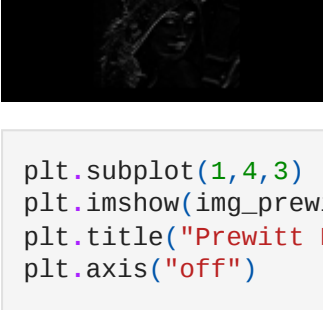 plt.subplot(1,4,3)
plt.imshow(img_prew
plt.title("Prewitt
plt.axis("off")